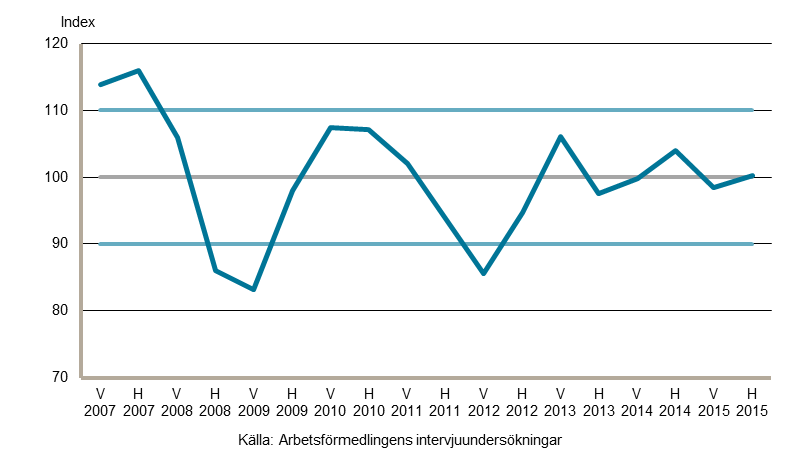 Index
120
110
100
90
80
70
V H V H V H V H V H V H V H V H V H
2007 2007 2008 2008 2009 2009 2010 2010 2011 2011 2012 2012 2013 2013 2014 2014 2015 2015
Källa: Arbetsförmedlingens intervjuundersökningar